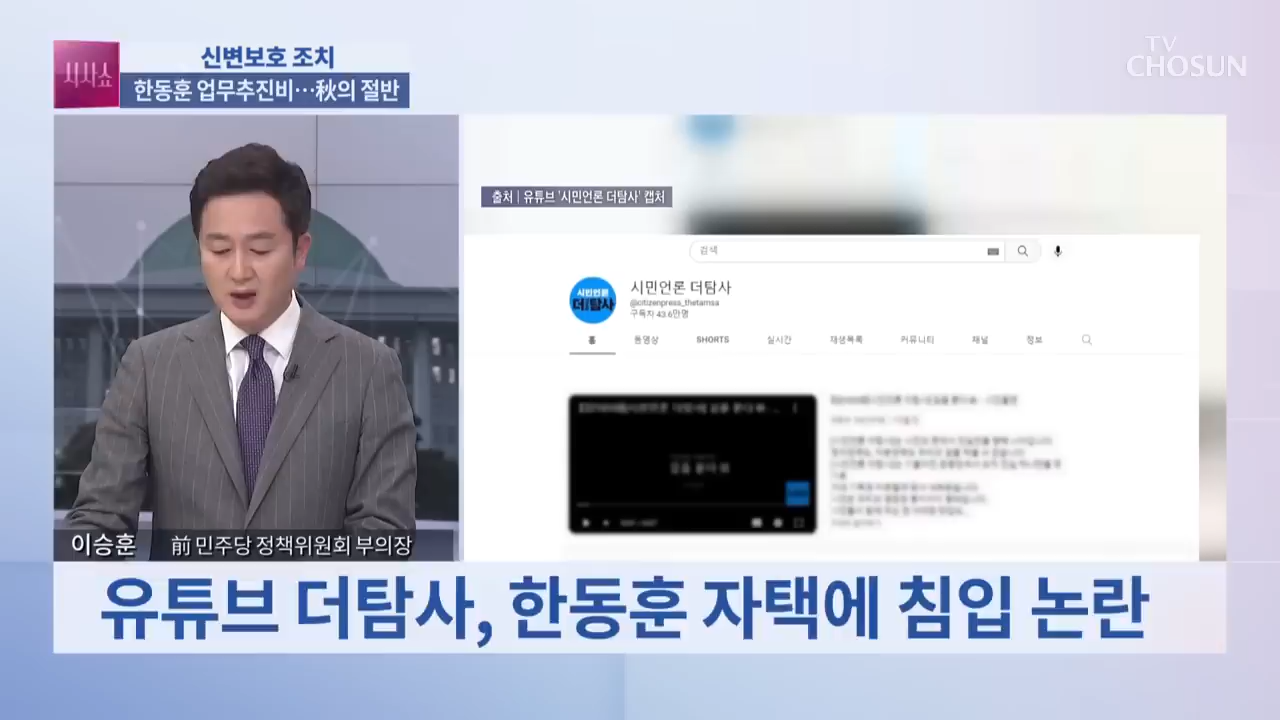 시사쇼
신변보호 조치
한동훈 업무추진비…秋의 절반
TV
CHOSUN
출처 | 유튜브 '시민언론 더탐사' 캡처
검색
시민언론
더탐사
시민언론 더탐사
@citizenpress_thetamsa
구독자 43.6만명
홈 동영상 SHORTS 실시간 재생목록 커뮤니티 채널 정보
이승훈 前 민주당 정책위원회 부의장
유튜브 더탐사, 한동훈 자택에 침입 논란